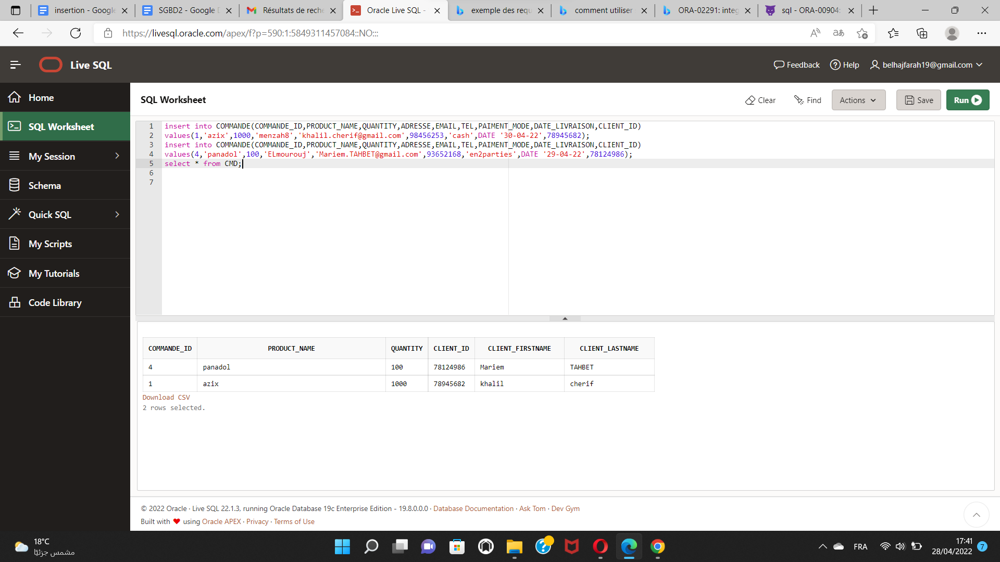 insertion - Google
SGBD2 - Google D
Résultats de reche
Oracle Live SQL -
exemple des requ
comment utiliser
ORA-02291: integ
sql - ORA-00904:
https://livesql.oracle.com/apex/f?p=590:1:5849311457084::NO:::
Live SQL
Feedback
Help
belhajfarah19@gmail.com
Home
SQL Worksheet
My Session
Schema
Quick SQL
My Scripts
My Tutorials
Code Library
SQL Worksheet
Clear
Find
Actions
Save
Run
1 insert into COMMANDE(COMMANDE_ID,PRODUCT_NAME,QUANTITY,ADRESSE,EMAIL,TEL,PAIMENT_MODE,DATE_LIVRAISON,CLIENT_ID)
2 values(1,'azix',1000,'menzah8','khalil.cherif@gmail.com',98456253,'cash',DATE '30-04-22',78945682);
3 insert into COMMANDE(COMMANDE_ID,PRODUCT_NAME,QUANTITY,ADRESSE,EMAIL,TEL,PAIMENT_MODE,DATE_LIVRAISON,CLIENT_ID)
4 values(4,'panadol',100,'ELmourouj','Mariem.TAHBET@gmail.com',93652168,'en2parties',DATE '29-04-22',78124986);
5 select * from CMD;
6
7
COMMANDE_ID PRODUCT_NAME QUANTITY CLIENT_ID CLIENT_FIRSTNAME CLIENT_LASTNAME
4 panadol 100 78124986 Mariem TAHBET
1 azix 1000 78945682 khalil cherif
Download CSV
2 rows selected.
© 2022 Oracle · Live SQL 22.1.3, running Oracle Database 19c Enterprise Edition - 19.8.0.0.0 · Database Documentation · Ask Tom · Dev Gym
Built with ❤ using Oracle APEX · Privacy · Terms of Use
18°C
مشمس جزئيًا
FRA
17:41
28/04/2022
7